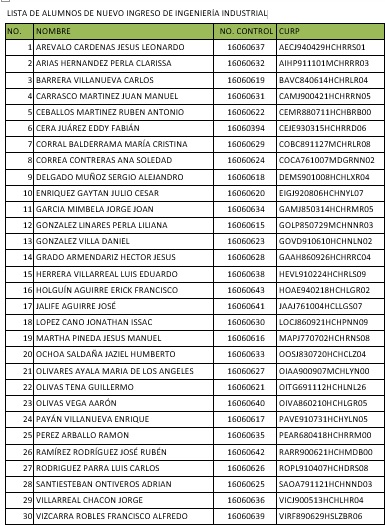 LISTA DE ALUMNOS DE NUEVO INGRESO DE INGENIERÍA INDUSTRIAL
NO. NOMBRE NO. CONTROL CURP
1 AREVALO CARDENAS JESUS LEONARDO 16060637 AECJ940429HCHRRS01
2 ARIAS HERNANDEZ PERLA CLARISSA 16060632 AIHP911101MCHRRR03
3 BARRERA VILLANUEVA CARLOS 16060619 BAVC840614HCHRLR04
4 CARRASCO MARTINEZ JUAN MANUEL 16060631 CAMJ900421HCHRRN05
5 CEBALLOS MARTINEZ RUBEN ANTONIO 16060622 CEMR880711HCHBRB00
6 CERA JUÁREZ EDDY FABIÁN 16060394 CEJE930315HCHRRD06
7 CORRAL BALDERRAMA MARÍA CRISTINA 16060629 COBC891127MCHRLR08
8 CORREA CONTRERAS ANA SOLEDAD 16060624 COCA761007MDGRNN02
9 DELGADO MUÑOZ SERGIO ALEJANDRO 16060618 DEMS901008HCHLXR04
10 ENRIQUEZ GAYTAN JULIO CESAR 16060620 EIGJ920806HCHNYL07
11 GARCIA MIMBELA JORGE JOAN 16060634 GAMJ850314HCHRMR05
12 GONZALEZ LINARES PERLA LILIANA 16060615 GOLP850729MCHNNR03
13 GONZALEZ VILLA DANIEL 16060623 GOVD910610HCHNLN02
14 GRADO ARMENDARIZ HECTOR JESUS 16060628 GAAH860926HCHRRC04
15 HERRERA VILLARREAL LUIS EDUARDO 16060638 HEVL910224HCHRLS09
16 HOLGUÍN AGUIRRE ERICK FRANCISCO 16060643 HOAE940218HCHLGR02
17 JALIFE AGUIRRE JOSÉ 16060641 JAAJ761004HCLLGS07
18 LOPEZ CANO JONATHAN ISSAC 16060630 LOCJ860921HCHPNN09
19 MARTHA PINEDA JESUS MANUEL 16060616 MAPJ770702HCHRNS08
20 OCHOA SALDAÑA JAZIEL HUMBERTO 16060633 OOSJ830720HCHCLZ04
21 OLIVARES AYALA MARIA DE LOS ANGELES 16060627 OIAA900907MCHLYN00
22 OLIVAS TENA GUILLERMO 16060621 OITG691112HCHLNL26
23 OLIVAS VEGA AARÓN 16060640 OIVA860210HCHLGR05
24 PAYÁN VILLANUEVA ENRIQUE 16060617 PAVE910731HCHYLN05
25 PEREZ ARBALLO RAMON 16060635 PEAR680418HCHRRM00
26 RAMÍREZ RODRÍGUEZ JOSÉ RUBÉN 16060642 RARR900621HCHMDB00
27 RODRIGUEZ PARRA LUIS CARLOS 16060626 ROPL910407HCHDRS08
28 SANTIESTEBAN ONTIVEROS ADRIAN 16060625 SAOA791121HCHNND03
29 VILLARREAL CHACON JORGE 16060636 VICJ900513HCHLHR04
30 VIZCARRA ROBLES FRANCISCO ALFREDO 16060639 VIRF890629HSLZBR06